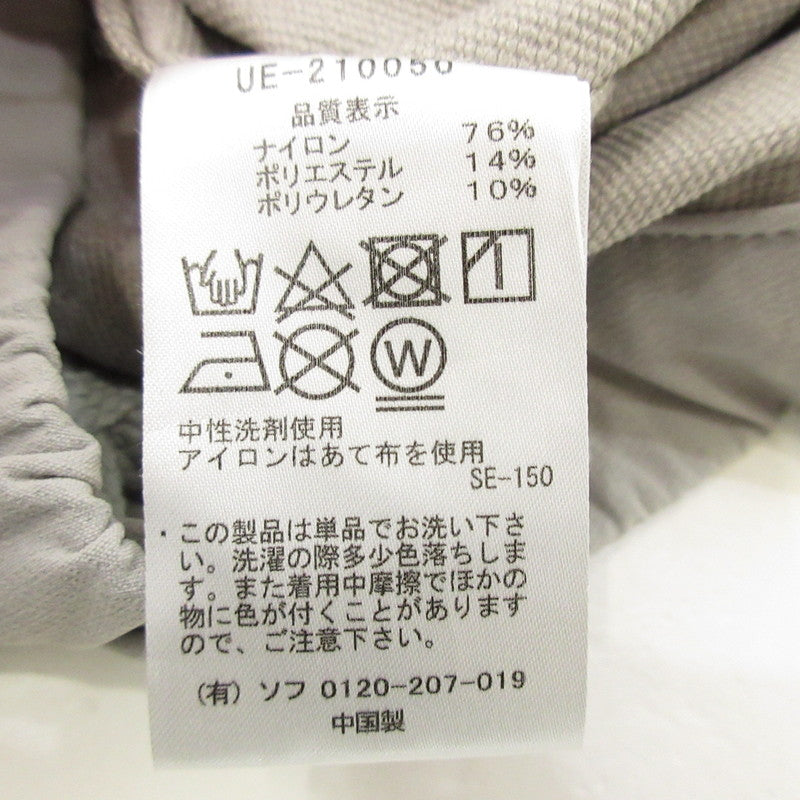 UE-210050
品質表示
ナイロン 76%
ポリエステル 14%
ポリウレタン 10%
W
中性洗剤使用
アイロンはあて布を使用
SE-150
・この製品は単品でお洗い下さ
い。洗濯の際多少色落ちしま
す。また着用中摩擦でほかの
物に色が付くことがあります
ので、ご注意下さい。
(有) ソフ 0120-207-019
中国製